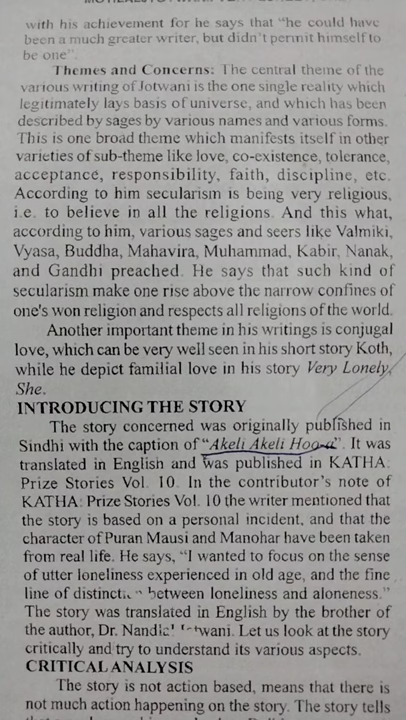 with his achievement for he says that "he could have
been a much greater writer, but didn't permit himself to
be one".
Themes and Concerns: The central theme of the
various writing of Jotwani is the one single reality which
legitimately lays basis of universe, and which has been
described by sages by various names and various forms.
This is one broad theme which manifests itself in other
varieties of sub-theme like love, co-existence, tolerance,
acceptance, responsibility, faith, discipline, etc.
According to him secularism is being very religious,
i.e. to believe in all the religions. And this what,
according to him, various sages and seers like Valmiki,
Vyasa, Buddha, Mahavira, Muhammad, Kabir, Nanak,
and Gandhi preached. He says that such kind of
secularism make one rise above the narrow confines of
one's won religion and respects all religions of the world.
Another important theme in his writings is conjugal
love, which can be very well seen in his short story Koth,
while he depict familial love in his story Very Lonely,
She.
INTRODUCING THE STORY
The story concerned was originally published in
Sindhi with the caption of "Akeli Akeli Hooa". It was
translated in English and was published in KATHA:
Prize Stories Vol. 10. In the contributor's note of
KATHA: Prize Stories Vol. 10 the writer mentioned that
the story is based on a personal incident, and that the
character of Puran Mausi and Manohar have been taken
from real life. He says, "I wanted to focus on the sense
of utter loneliness experienced in old age, and the fine
line of between loneliness and aloneness."
The story was translated in English by the brother of
the author, Dr. Let us look at the story
critically and try to understand its various aspects.
CRITICAL ANALYSIS
The story is not action based, means that there is
not much action happening on the story. The story tells